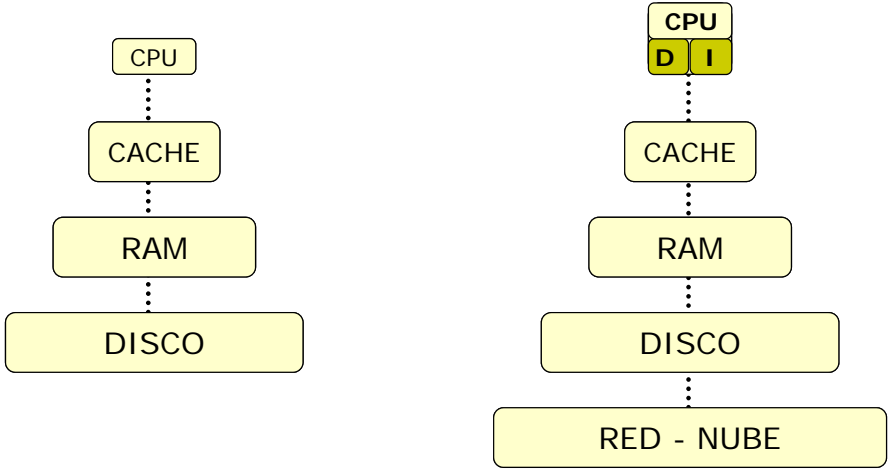 CPU
CACHE
RAM
DISCO
CPU
D I
CACHE
RAM
DISCO
RED - NUBE